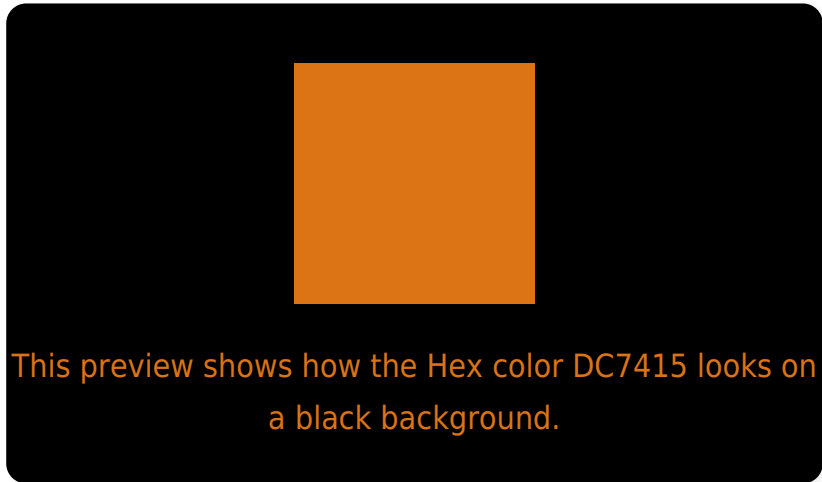 This preview shows how the Hex color DC7415 looks on
a black background.